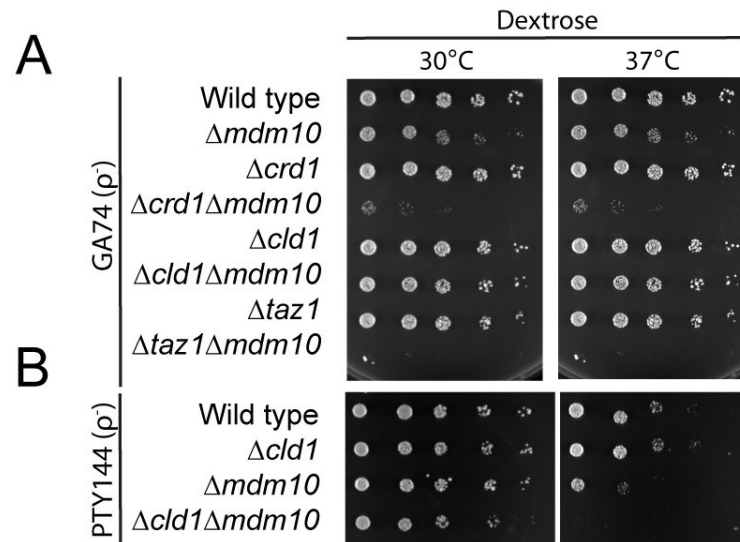 Dextrose
A
30°C
37°C
GA74 (ρ-)
Wild type
Δmdm10
Δcrd1
Δcrd1Δmdm10
Δcld1
Δcld1Δmdm10
Δtaz1
Δtaz1Δmdm10
B
PTY144 (ρ-)
Wild type
Δcld1
Δmdm10
Δcld1Δmdm10